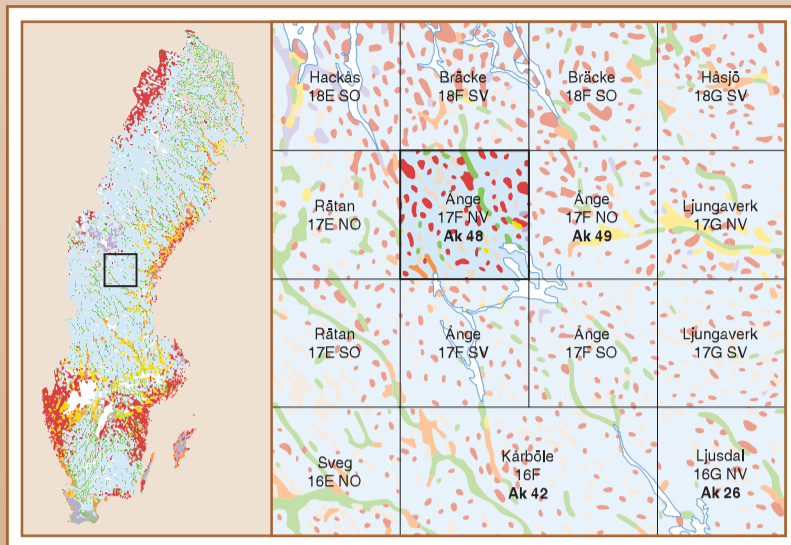 Hackås
18E SO
Bräcke
18F SV
Bräcke
18F SO
Håsjö
18G SV
Rätan
17E NO
Ånge
17F NV
Ak 48
Ånge
17F NO
Ak 49
Ljungaverk
17G NV
Rätan
17E SO
Ånge
17F SV
Ånge
17F SO
Ljungaverk
17G SV
Sveg
16E NO
Kårböle
16F
Ak 42
Ljusdal
16G NV
Ak 26